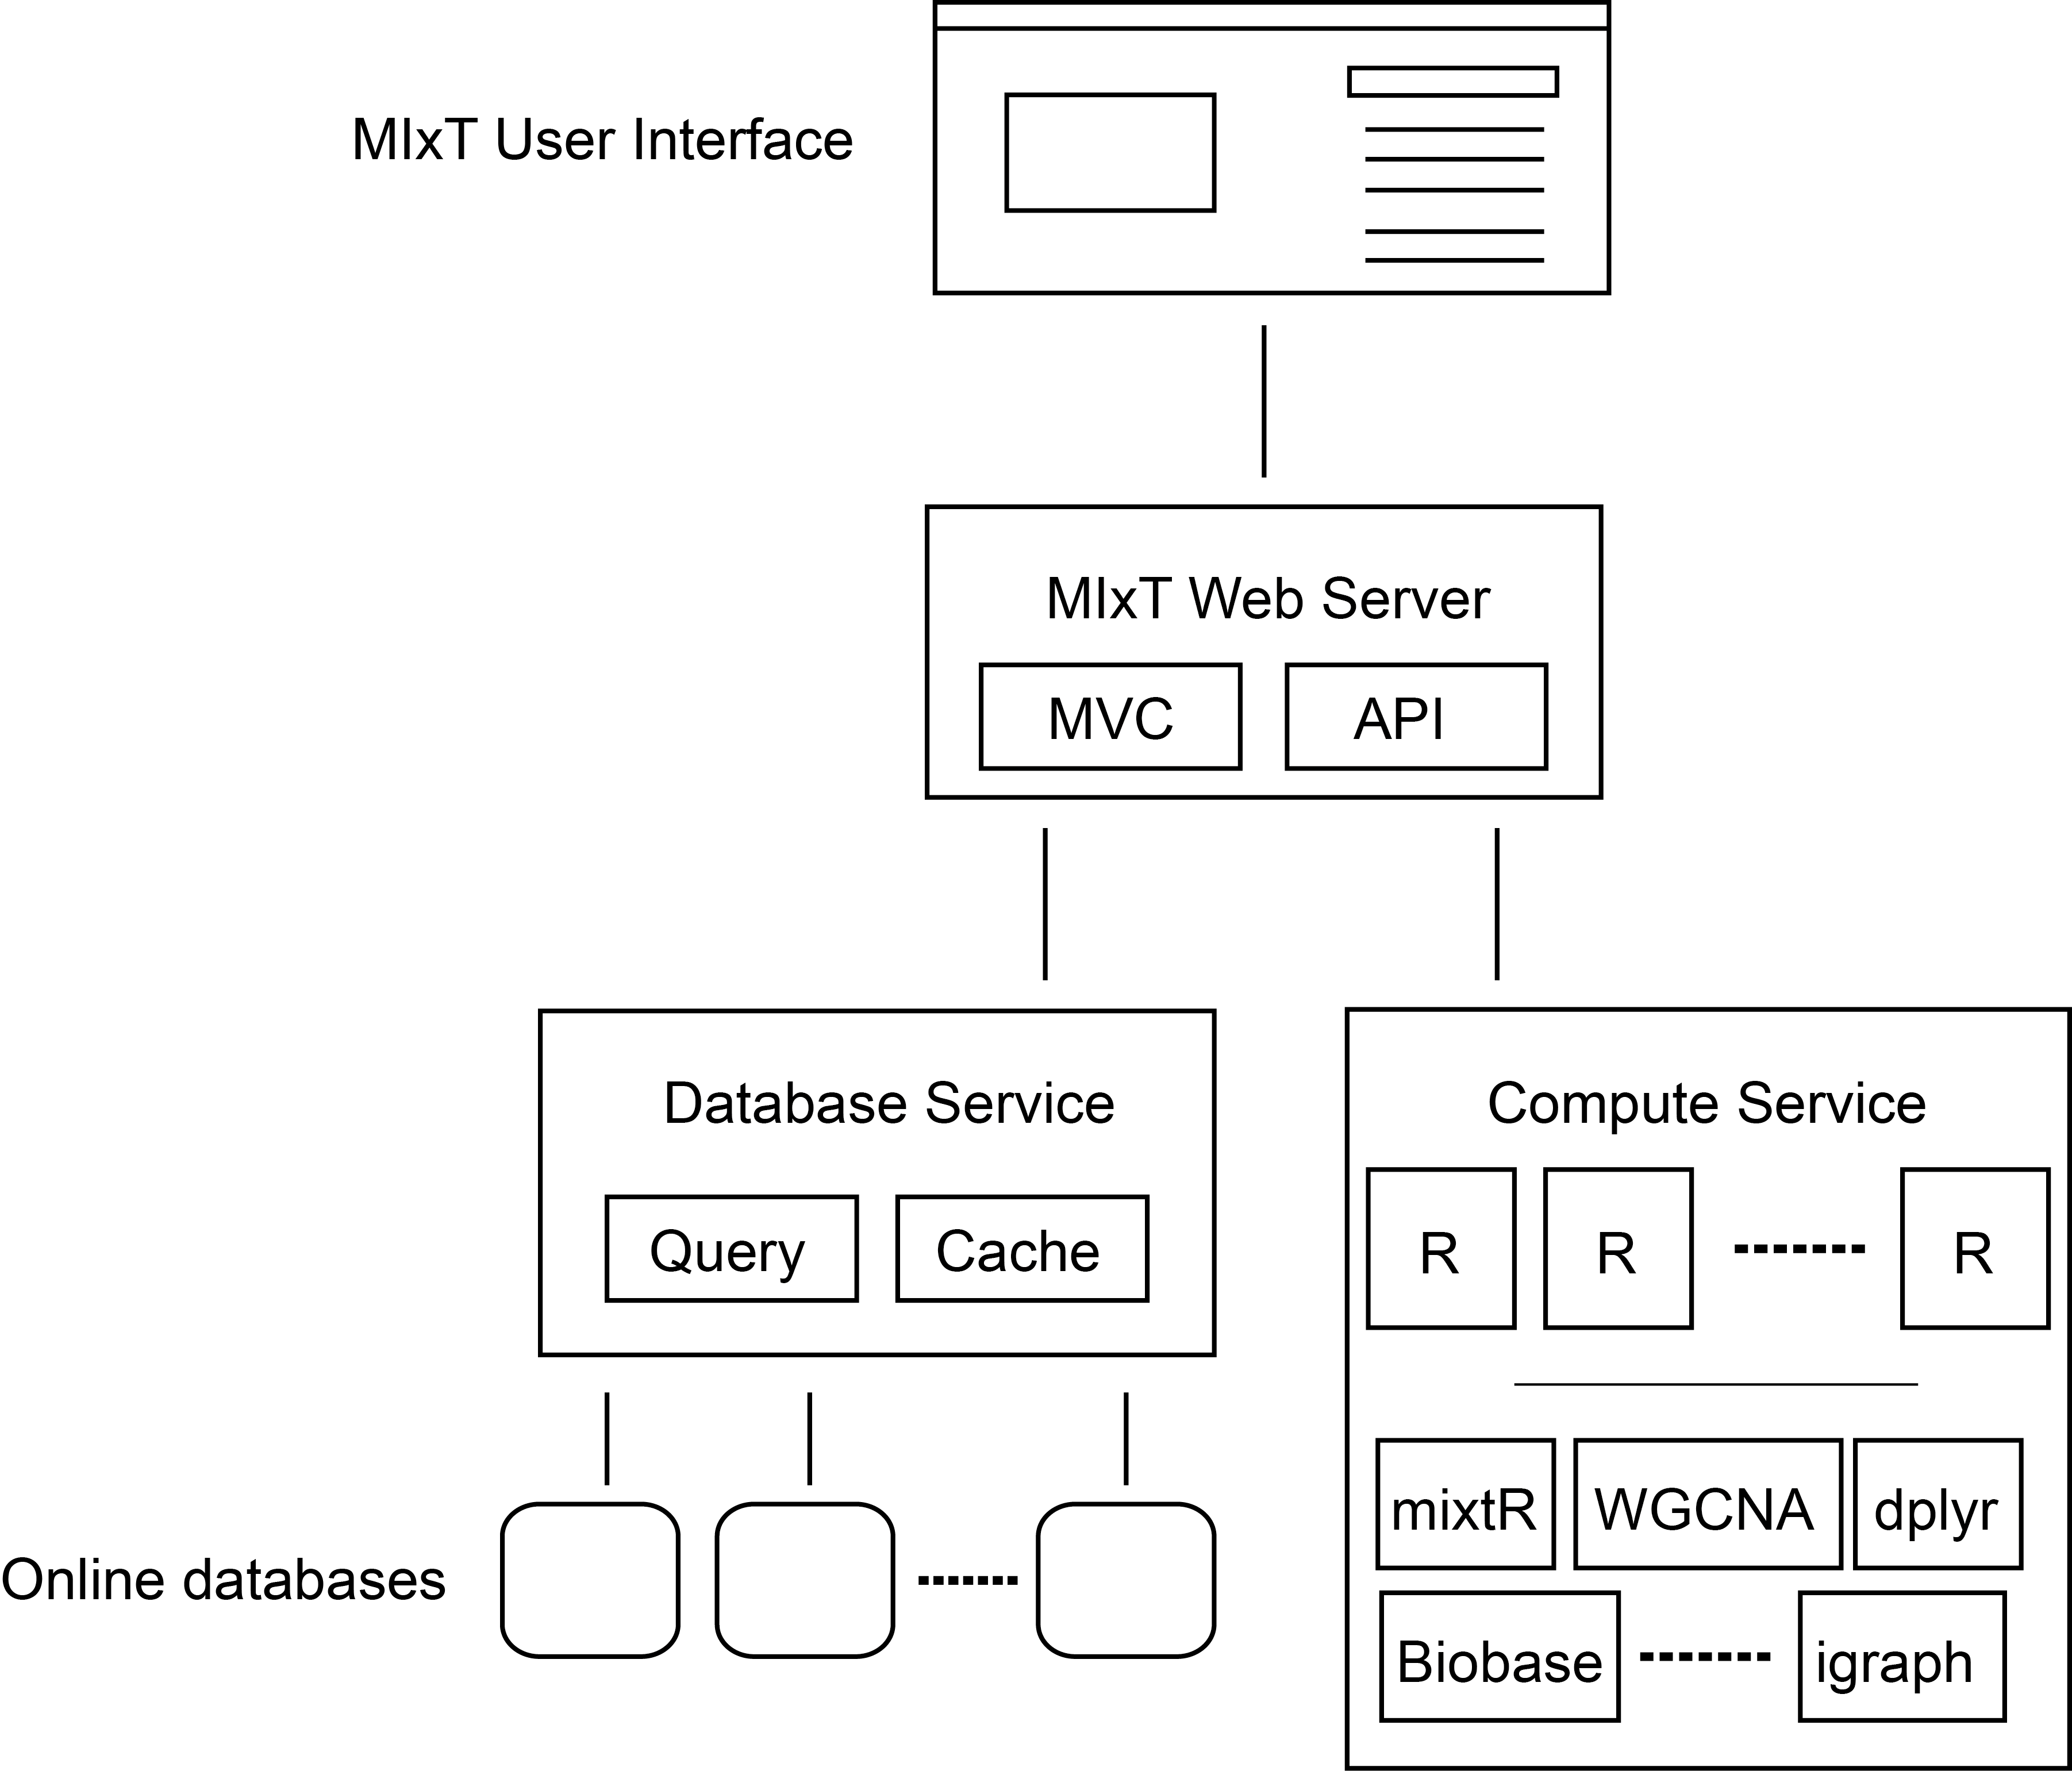 MIxT User Interface
MIxT Web Server
MVC API
Database Service
Query Cache
Online databases
Compute Service
R R R
mixtR WGCNA dplyr
Biobase igraph